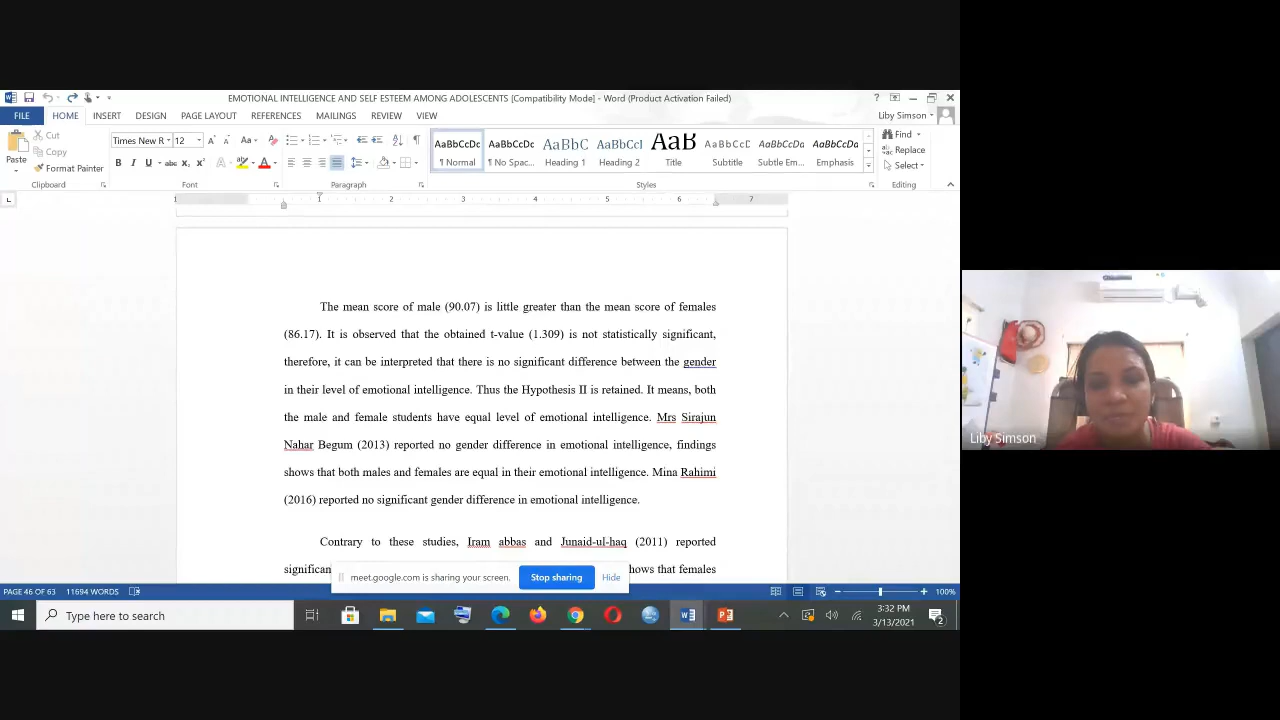 EMOTIONAL INTELLIGENCE AND SELF ESTEEM AMONG ADOLESCENTS [Compatibility Mode] - Word (Product Activation Failed)
FILE HOME INSERT DESIGN PAGE LAYOUT REFERENCES MAILINGS REVIEW VIEW Liby Simson
Cut
Copy
Format Painter
Paste
Times New R 12
AaBbCcDc AaBbCcDc AaBbC AaBbCcI AaB AaBbCcD AaBbCcDa AaBbCcDa
¶ Normal ¶ No Spac... Heading 1 Heading 2 Title Subtitle Subtle Em... Emphasis
Find
Replace
Select
Clipboard Font Paragraph Styles Editing
1 1 2 3 4 5 6 7
The mean score of male (90.07) is little greater than the mean score of females
(86.17). It is observed that the obtained t-value (1.309) is not statistically significant,
therefore, it can be interpreted that there is no significant difference between the gender
in their level of emotional intelligence. Thus the Hypothesis II is retained. It means, both
the male and female students have equal level of emotional intelligence. Mrs Sirajun
Nahar Begum (2013) reported no gender difference in emotional intelligence, findings
shows that both males and females are equal in their emotional intelligence. Mina Rahimi
(2016) reported no significant gender difference in emotional intelligence.
Contrary to these studies, Iram abbas and Junaid-ul-haq (2011) reported
meet.google.com is sharing your screen. Stop sharing Hide
PAGE 46 OF 63 11694 WORDS 100%
Type here to search
3:32 PM
3/13/2021
Liby Simson